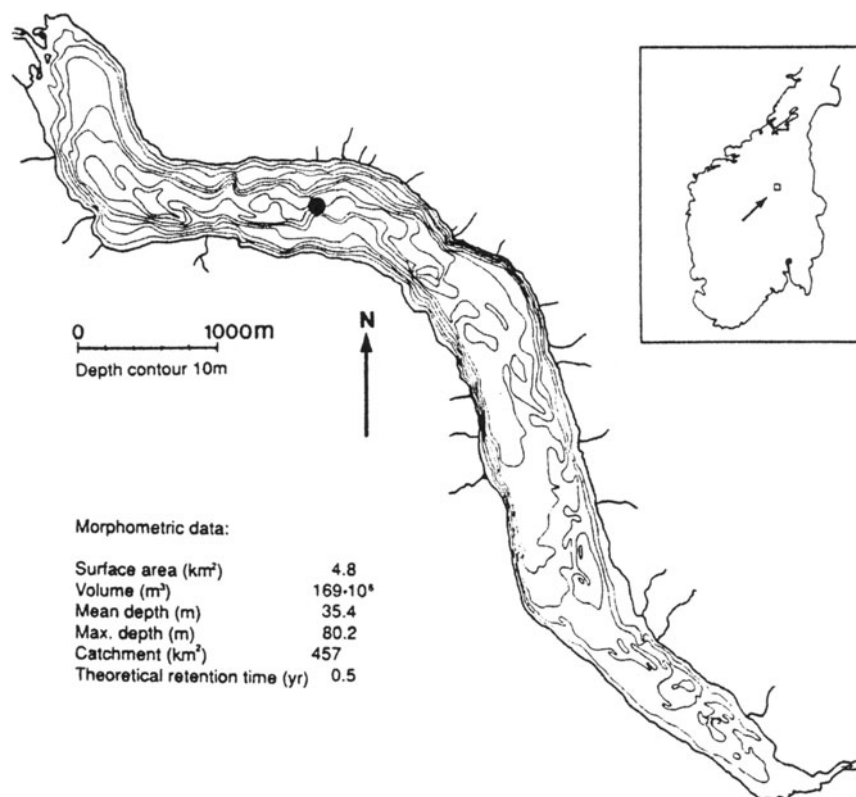 0 1000m
Depth contour 10m
N
Morphometric data:
Surface area (km²) 4.8
Volume (m³) 169·10⁶
Mean depth (m) 35.4
Max. depth (m) 80.2
Catchment (km²) 457
Theoretical retention time (yr) 0.5